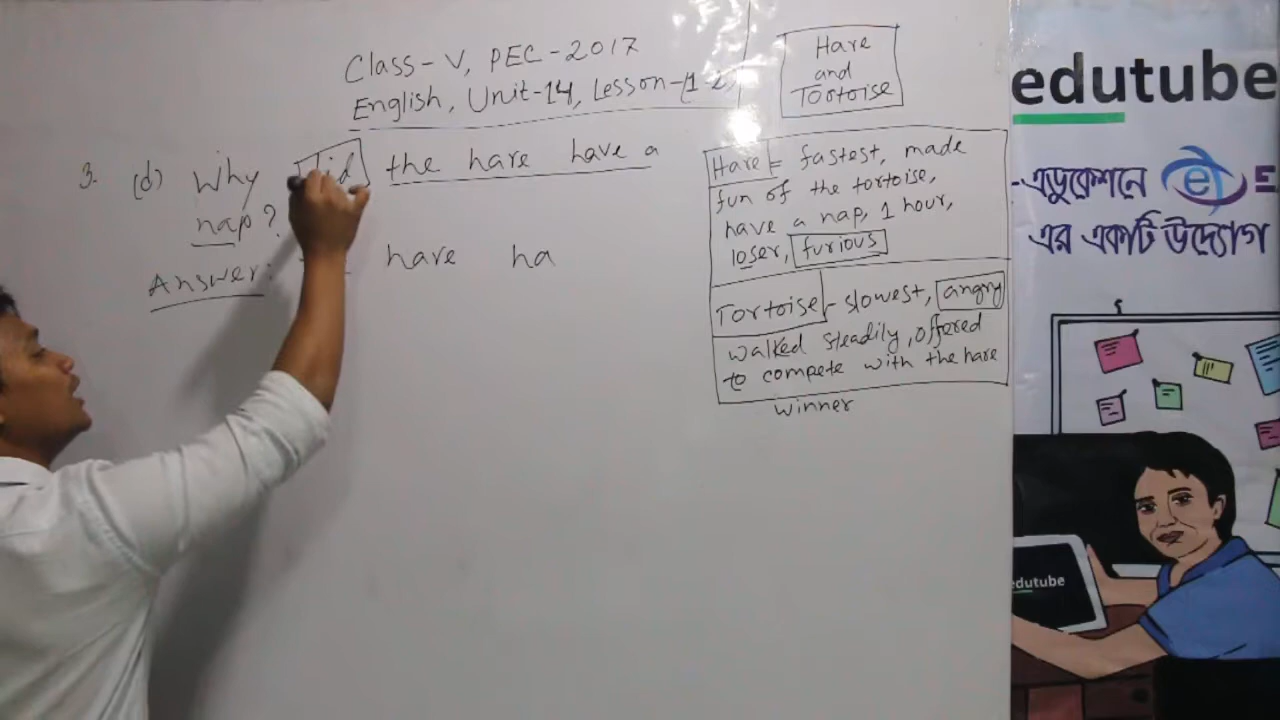 Class-V, PEC-2017
English, Unit-14, Lesson-(1-2)
Hare
and
Tortoise
3. (d) Why did the hare have a
nap?
Answer: hare ha
Hare = fastest, made
fun of the tortoise,
have a nap, 1 hour,
loser, furious
Tortoise - slowest, angry
walked steadily, offered
to compete with the hare
winner
edutube
-এডুকেশনে e E
এর একটি উদ্যোগ
edutube